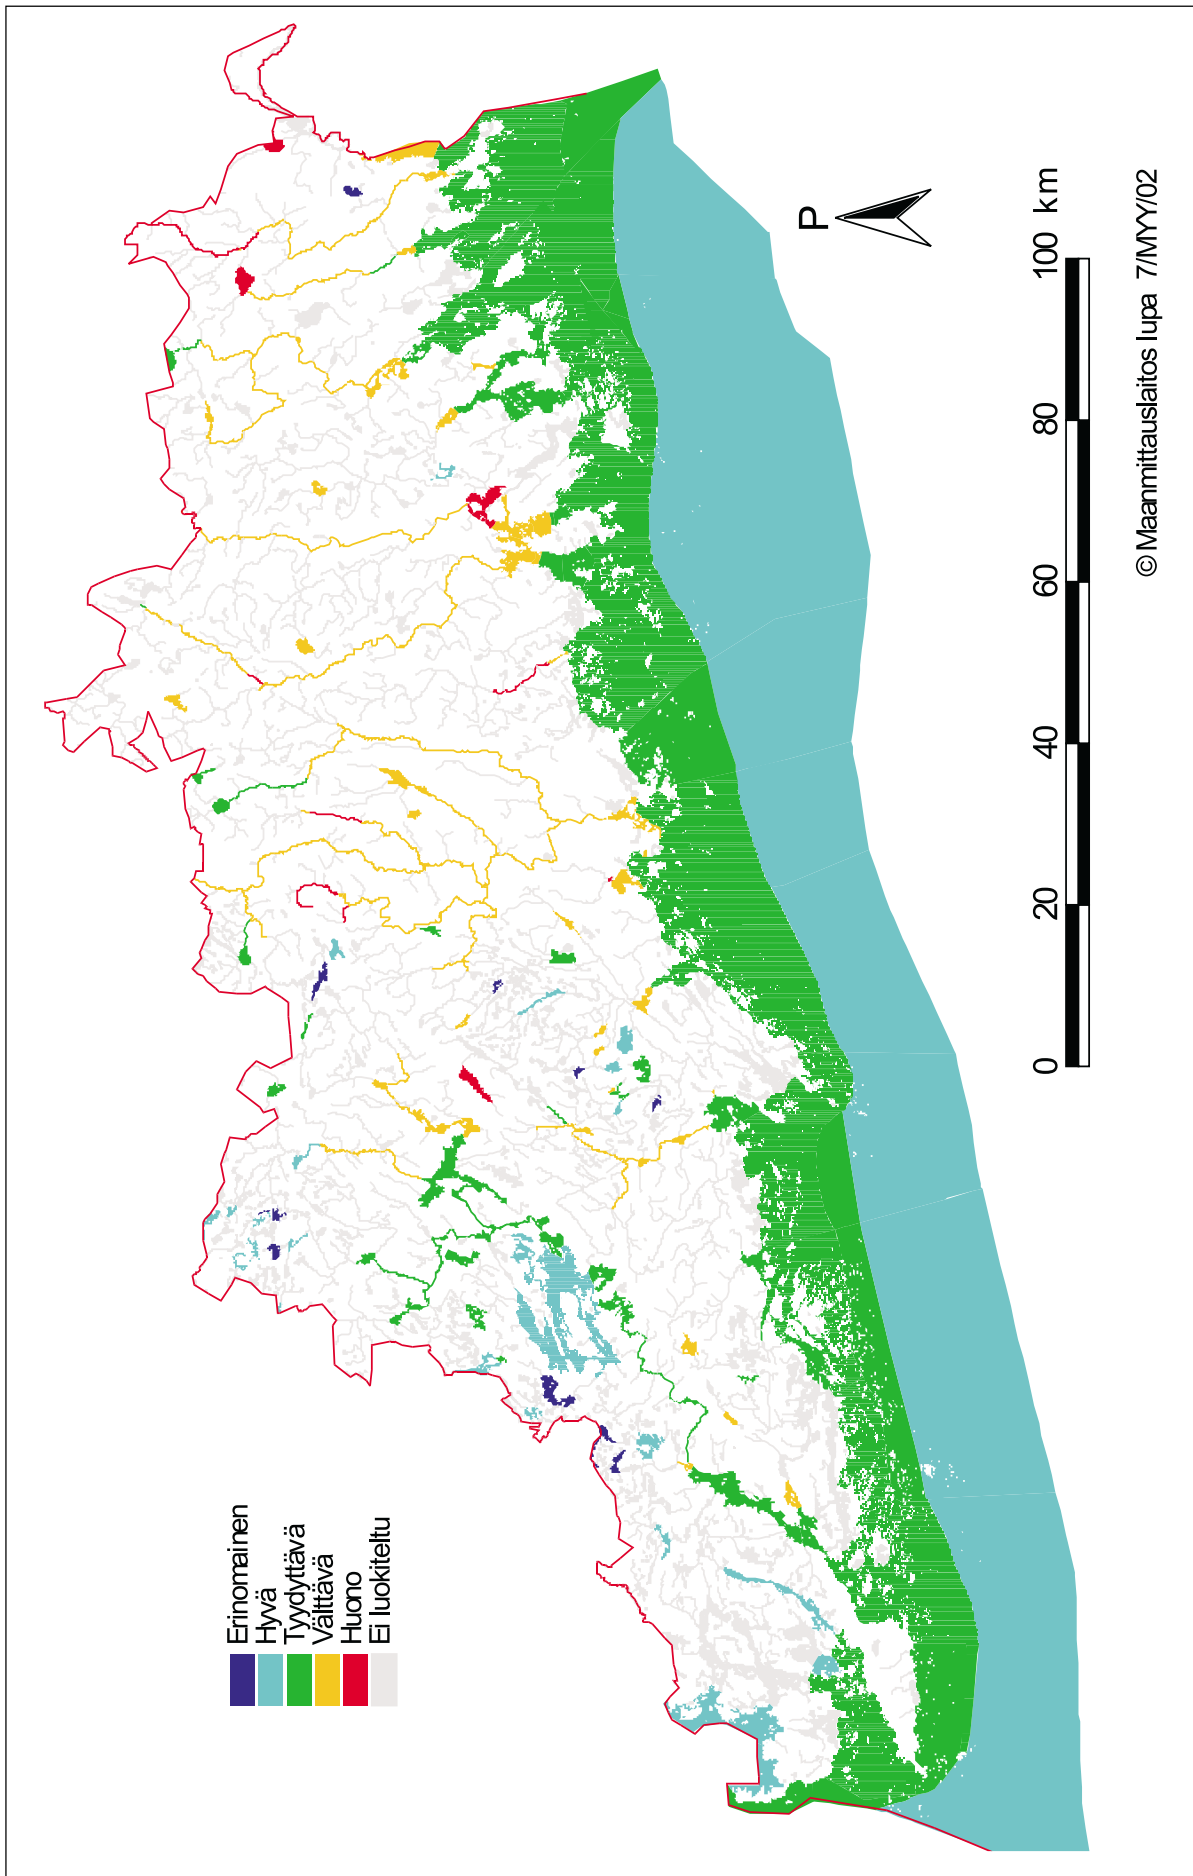 Erinomainen
Hyvä
Tyydyttävä
Välttävä
Huono
Ei luokiteltu
P
0 20 40 60 80 100 km
© Maanmittauslaitos lupa 7/MYY/02